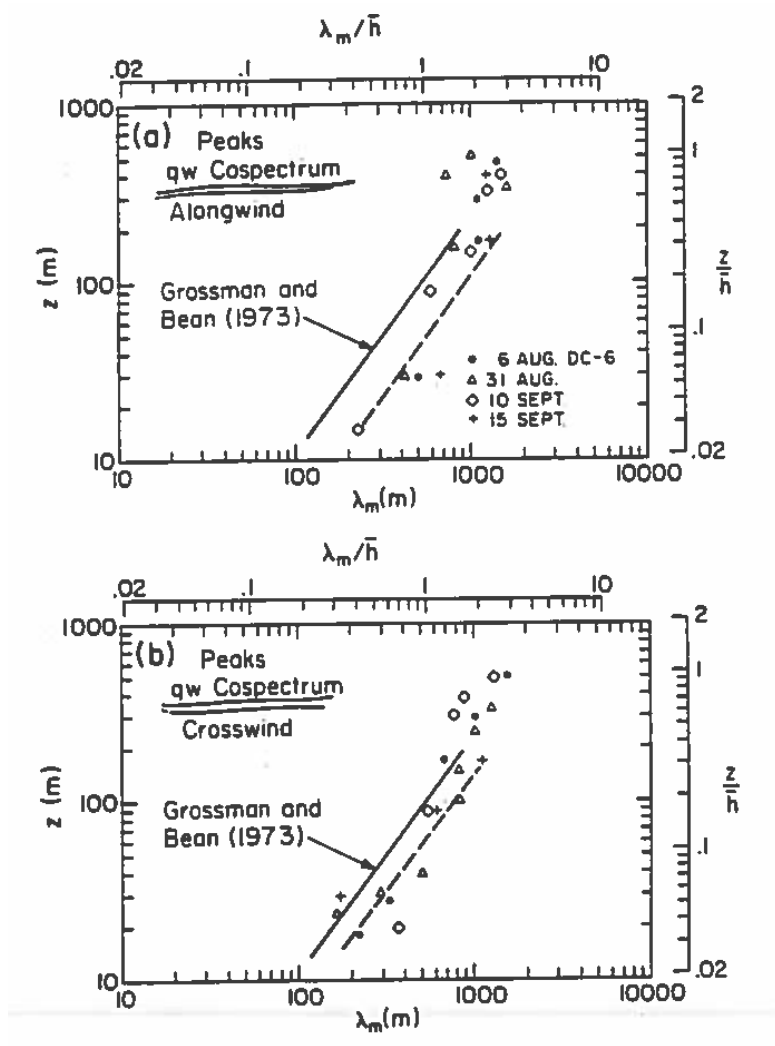 λm/h̄
.02 .1 1 10
1000
(a) Peaks
qw Cospectrum
Alongwind
2
1
z (m)
100
z/h̄
Grossman and
Bean (1973)
.1
• 6 AUG. DC-6
△ 31 AUG.
◇ 10 SEPT.
+ 15 SEPT.
.02
10
10 100 1000 10000
λm(m)
λm/h̄
.02 .1 1 10
1000
(b) Peaks
qw Cospectrum
Crosswind
2
1
z (m)
100
z/h̄
Grossman and
Bean (1973)
.1
.02
10
10 100 1000 10000
λm(m)